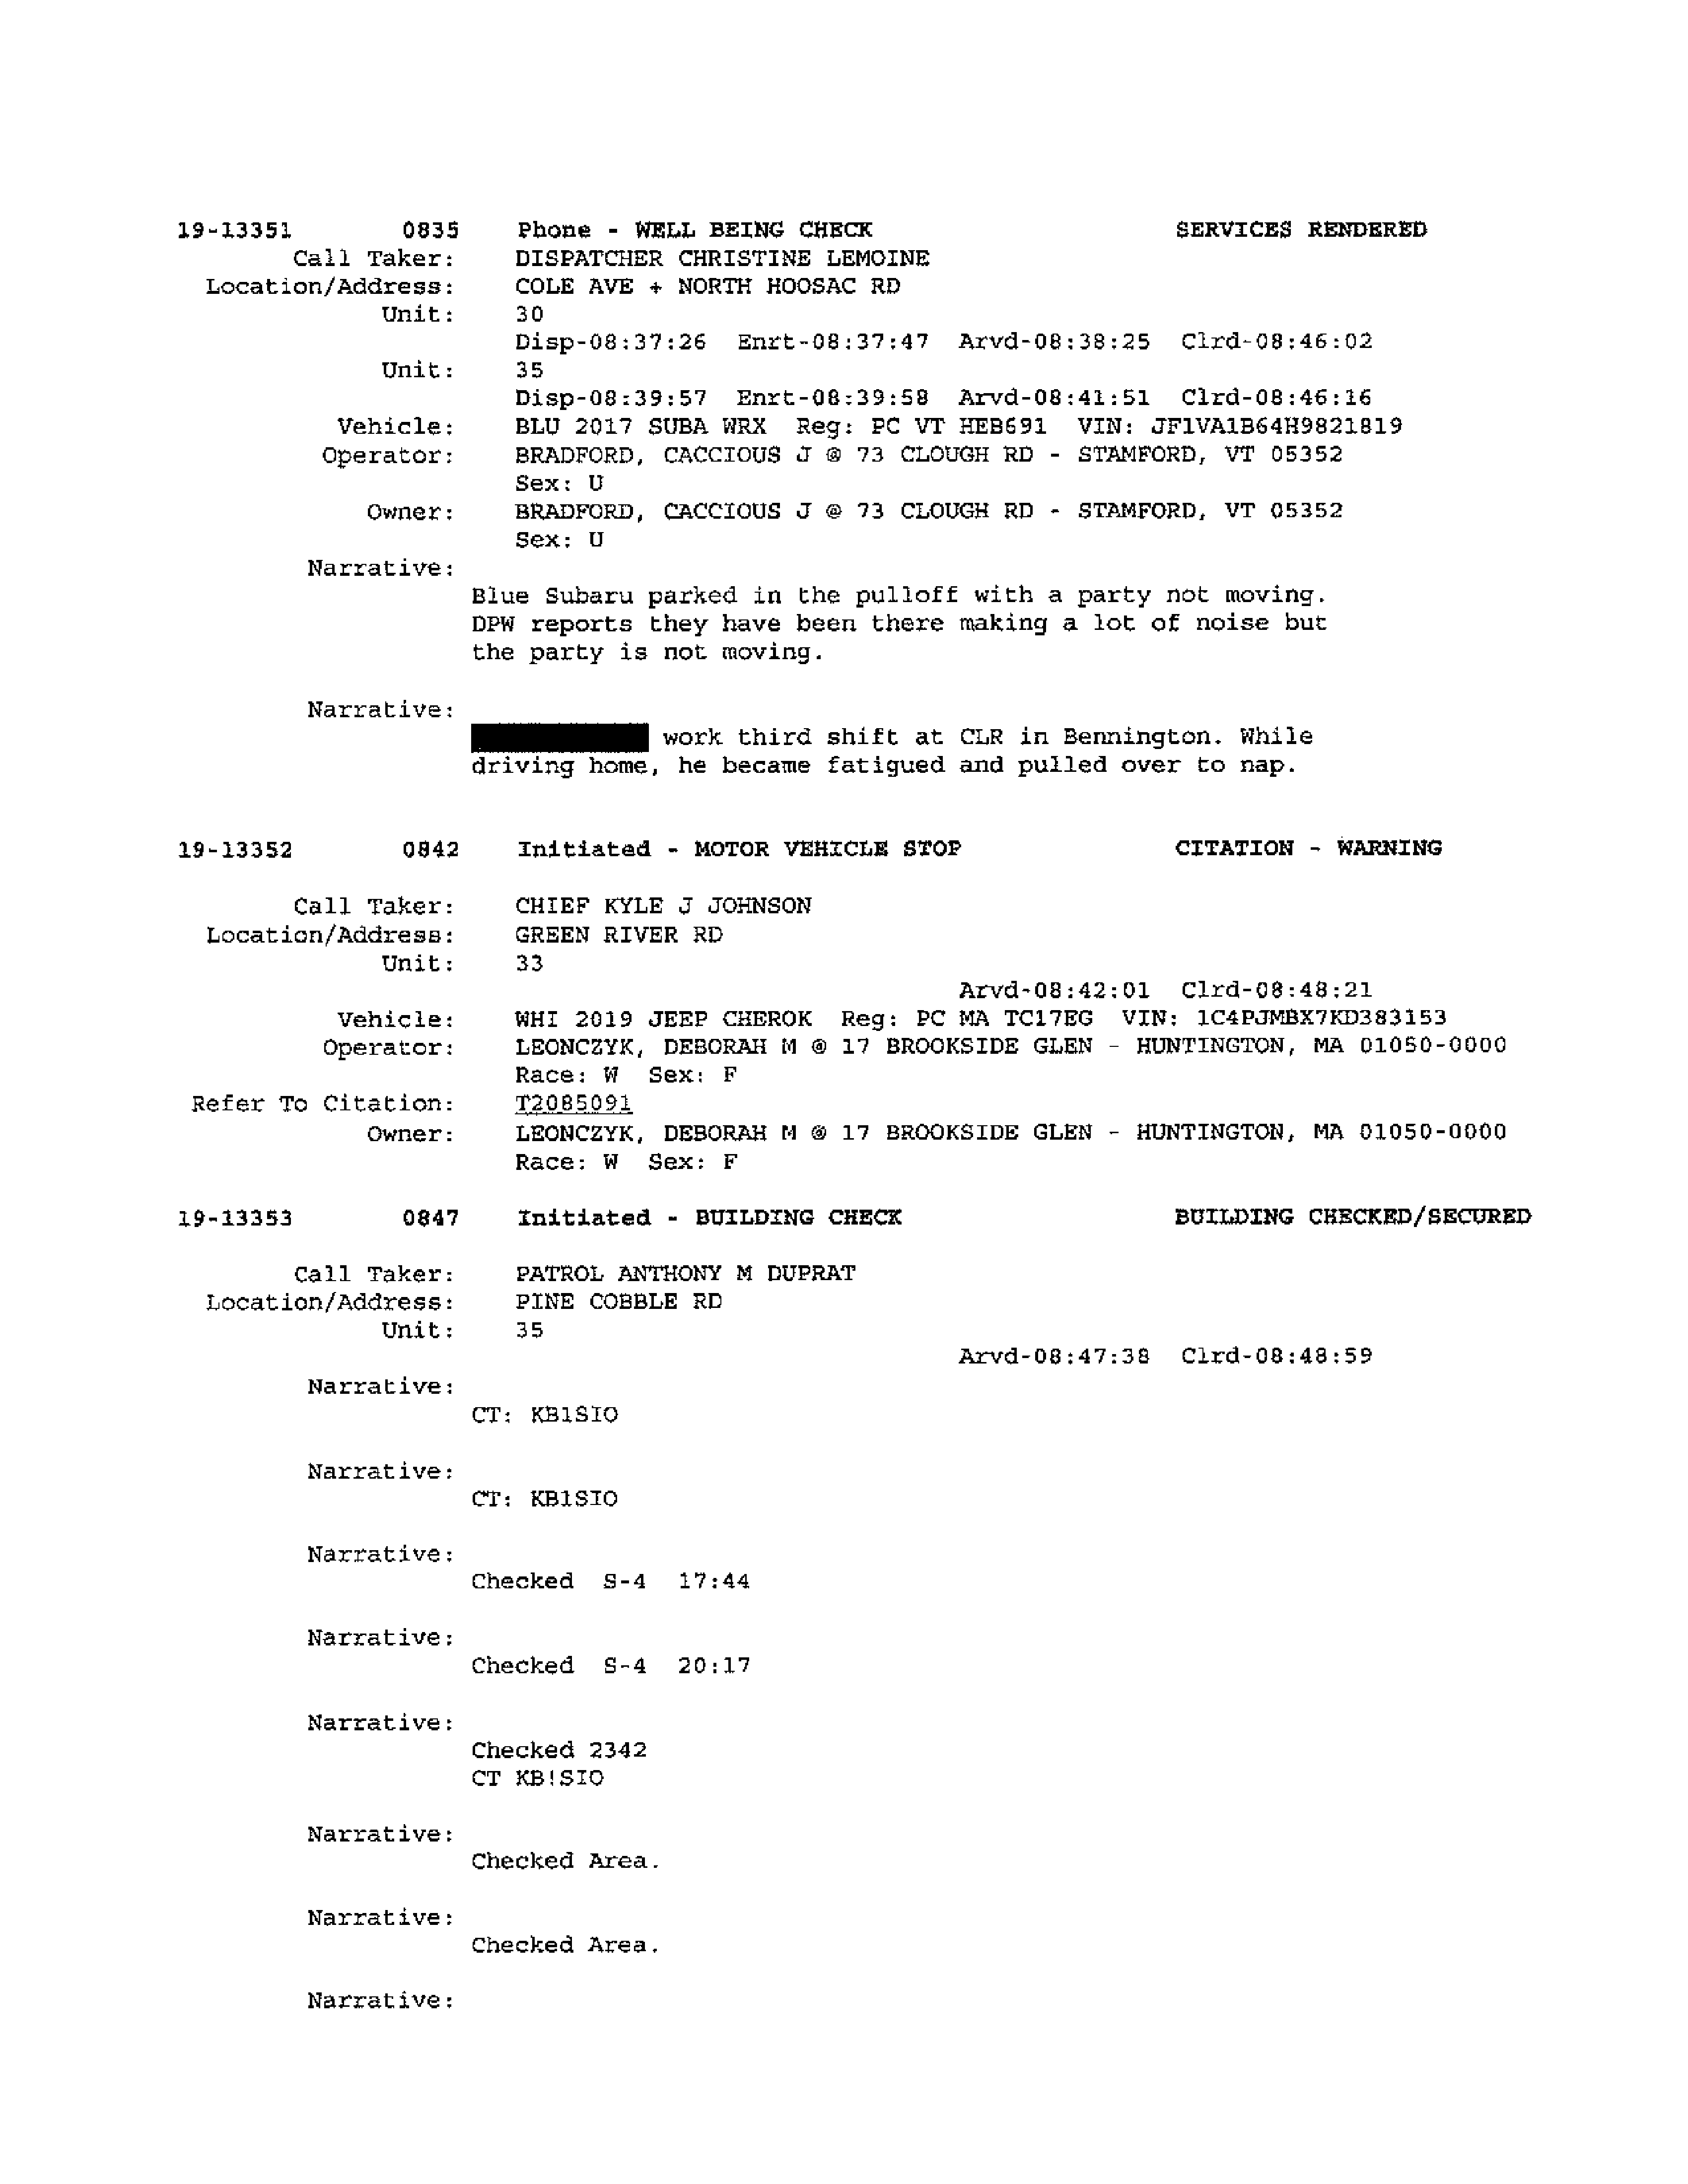 19-13351 0835 Phone - WELL BEING CHECK SERVICES RENDERED
Call Taker: DISPATCHER CHRISTINE LEMOINE
Location/Address: COLE AVE + NORTH HOOSAC RD
Unit: 30
Disp-08:37:26 Enrt-08:37:47 Arvd-08:38:25 Clrd-08:46:02
Unit: 35
Disp-08:39:57 Enrt-08:39:58 Arvd-08:41:51 Clrd-08:46:16
Vehicle: BLU 2017 SUBA WRX Reg: PC VT HEB691 VIN: JF1VA1B64H9821819
Operator: BRADFORD, CACCIOUS J @ 73 CLOUGH RD - STAMFORD, VT 05352
Sex: U
Owner: BRADFORD, CACCIOUS J @ 73 CLOUGH RD - STAMFORD, VT 05352
Sex: U
Narrative:
Blue Subaru parked in the pulloff with a party not moving.
DPW reports they have been there making a lot of noise but
the party is not moving.
Narrative:
work third shift at CLR in Bennington. While
driving home, he became fatigued and pulled over to nap.
19-13352 0842 Initiated - MOTOR VEHICLE STOP CITATION - WARNING
Call Taker: CHIEF KYLE J JOHNSON
Location/Address: GREEN RIVER RD
Unit: 33
Arvd-08:42:01 Clrd-08:48:21
Vehicle: WHI 2019 JEEP CHEROK Reg: PC MA TC17EG VIN: 1C4PJMBX7KD383153
Operator: LEONCZYK, DEBORAH M @ 17 BROOKSIDE GLEN - HUNTINGTON, MA 01050-0000
Race: W Sex: F
Refer To Citation: T2085091
Owner: LEONCZYK, DEBORAH M @ 17 BROOKSIDE GLEN - HUNTINGTON, MA 01050-0000
Race: W Sex: F
19-13353 0847 Initiated - BUILDING CHECK BUILDING CHECKED/SECURED
Call Taker: PATROL ANTHONY M DUPRAT
Location/Address: PINE COBBLE RD
Unit: 35
Arvd-08:47:38 Clrd-08:48:59
Narrative:
CT: KB1SIO
Narrative:
CT: KB1SIO
Narrative:
Checked S-4 17:44
Narrative:
Checked S-4 20:17
Narrative:
Checked 2342
CT KB!SIO
Narrative:
Checked Area.
Narrative:
Checked Area.
Narrative: